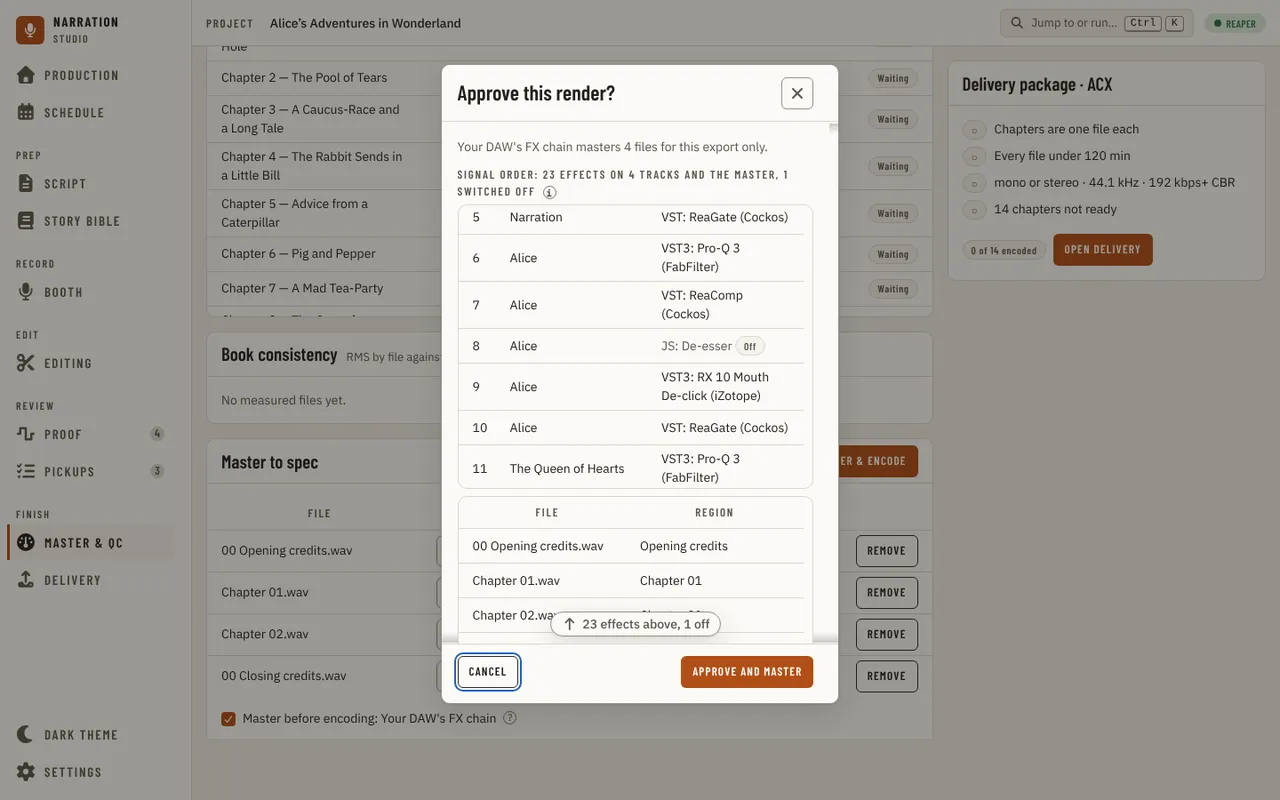 NARRATION
STUDIO
PRODUCTION
SCHEDULE
PREP
SCRIPT
STORY BIBLE
RECORD
BOOTH
EDIT
EDITING
REVIEW
PROOF 4
PICKUPS 3
FINISH
MASTER & QC
DELIVERY
DARK THEME
SETTINGS
PROJECT Alice's Adventures in Wonderland
Jump to or run… Ctrl K
REAPER
Hole
Chapter 2 — The Pool of Tears Waiting
Chapter 3 — A Caucus-Race and
a Long Tale Waiting
Chapter 4 — The Rabbit Sends in
a Little Bill Waiting
Chapter 5 — Advice from a
Caterpillar Waiting
Chapter 6 — Pig and Pepper Waiting
Chapter 7 — A Mad Tea-Party Waiting
Book consistency RMS by file against
No measured files yet.
Master to spec ER & ENCODE
FILE
00 Opening credits.wav REMOVE
Chapter 01.wav REMOVE
Chapter 02.wav REMOVE
00 Closing credits.wav REMOVE
Master before encoding: Your DAW's FX chain ?
Delivery package · ACX
Chapters are one file each
Every file under 120 min
mono or stereo · 44.1 kHz · 192 kbps+ CBR
14 chapters not ready
0 of 14 encoded OPEN DELIVERY
Approve this render?
Your DAW's FX chain masters 4 files for this export only.
SIGNAL ORDER: 23 EFFECTS ON 4 TRACKS AND THE MASTER, 1
SWITCHED OFF
5 Narration VST: ReaGate (Cockos)
6 Alice VST3: Pro-Q 3
(FabFilter)
7 Alice VST: ReaComp
(Cockos)
8 Alice JS: De-esser Off
9 Alice VST3: RX 10 Mouth
De-click (iZotope)
10 Alice VST: ReaGate (Cockos)
11 The Queen of Hearts VST3: Pro-Q 3
(FabFilter)
FILE REGION
00 Opening credits.wav Opening credits
Chapter 01.wav Chapter 01
Chapter 02.wav
23 effects above, 1 off
CANCEL APPROVE AND MASTER